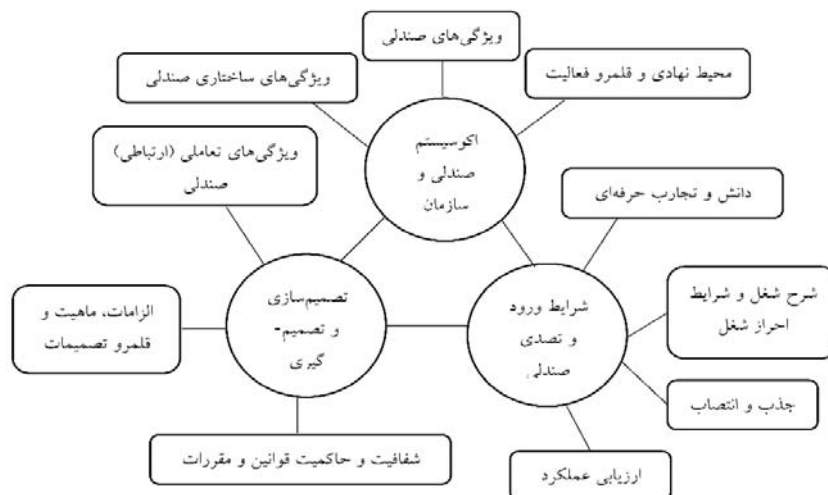 ویژگی‌های صندلی
محیط نهادی و قلمرو فعالیت
ویژگی‌های ساختاری صندلی
اکوسیستم
صندلی و
سازمان
ویژگی‌های تعاملی (ارتباطی)
صندلی
دانش و تجارب حرفه‌ای
تصمیم‌سازی
و تصمیم-
گیری
شرایط ورود
و تصدی
صندلی
الزامات، ماهیت و
قلمرو تصمیمات
شرح شغل و شرایط
احراز شغل
جذب و انتصاب
شفافیت و حاکمیت قوانین و مقررات
ارزیابی عملکرد